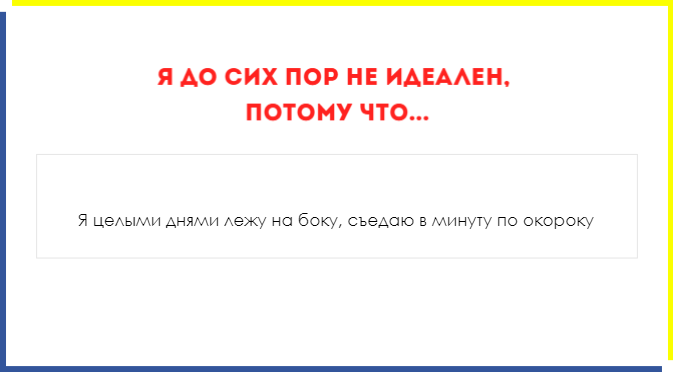 Я ДО СИХ ПОР НЕ ИДЕАЛЕН,
ПОТОМУ ЧТО...
Я целыми днями лежу на боку, съедаю в минуту по окороку